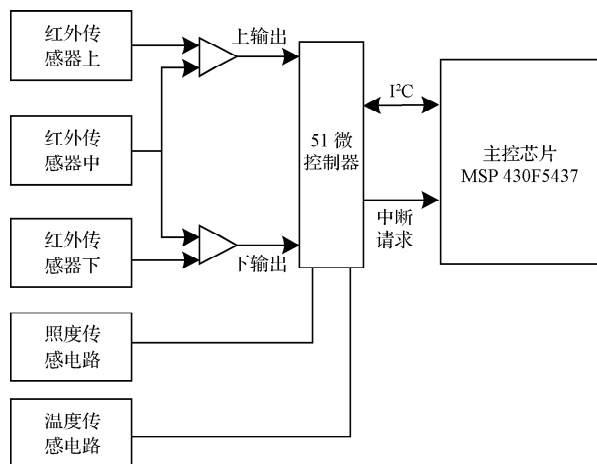 红外传
感器上
上输出
红外传
感器中
51 微
控制器
I²C
主控芯片
MSP 430F5437
中断
请求
红外传
感器下
下输出
照度传
感电路
温度传
感电路